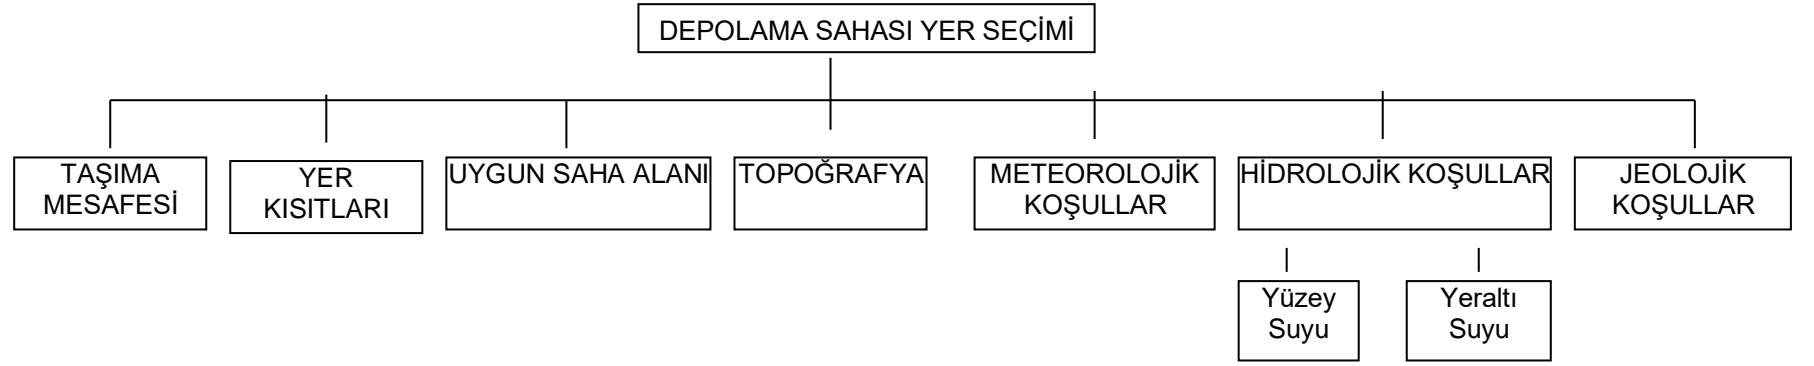 DEPOLAMA SAHASI YER SEÇİMİ
TAŞIMA
MESAFESİ
YER
KISITLARI
UYGUN SAHA ALANI
TOPOĞRAFYA
METEOROLOJİK
KOŞULLAR
HİDROLOJİK KOŞULLAR
JEOLOJİK
KOŞULLAR
Yüzey
Suyu
Yeraltı
Suyu